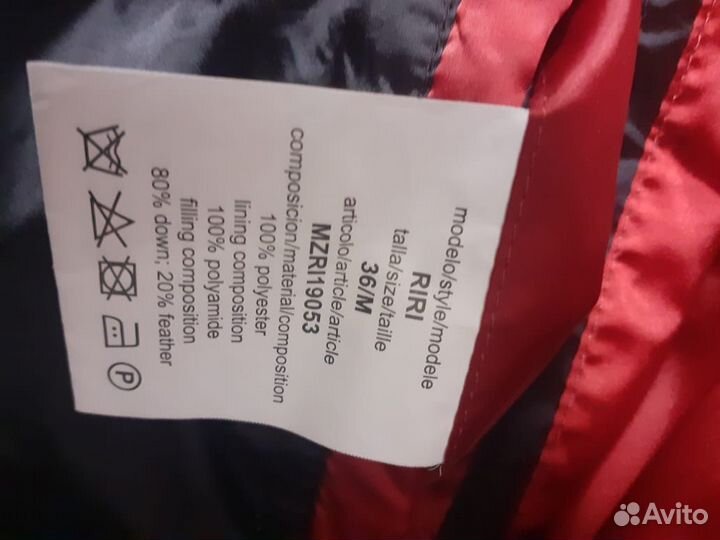 modelo/style/modele
RIRI
talla/size/taille
36/M
articolo/article/article
MZRI19053
composicion/material/composition
100% polyester
lining composition
100% polyamide
filling composition
80% down; 20% feather
P
Avito